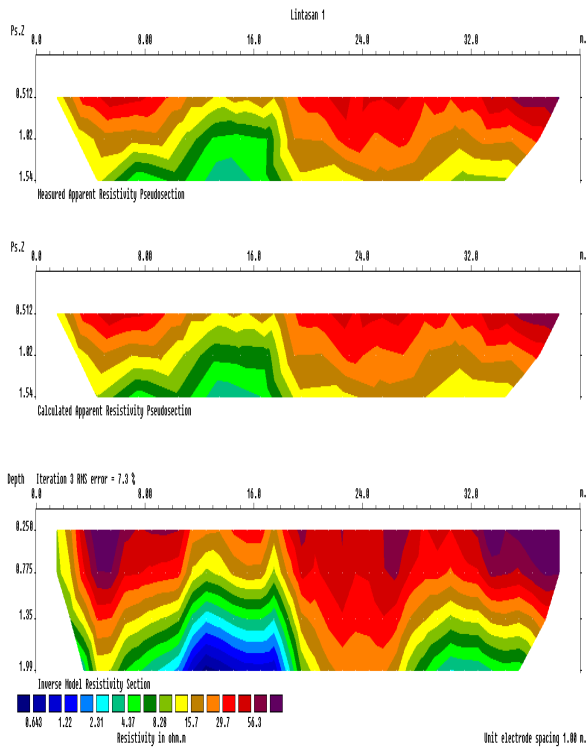 Lintasan 1
Ps.Z
0.0 8.00 16.0 24.0 32.0 m.
0.512
1.02
1.54
Measured Apparent Resistivity Pseudosection
Ps.Z
0.0 8.00 16.0 24.0 32.0 m.
0.512
1.02
1.54
Calculated Apparent Resistivity Pseudosection
Depth Iteration 3 RMS error = 7.3 %
0.0 8.00 16.0 24.0 32.0 m.
0.250
0.775
1.35
1.99
Inverse Model Resistivity Section
0.643 1.22 2.31 4.37 8.28 15.7 29.7 56.3
Resistivity in ohm.m
Unit electrode spacing 1.00 m.